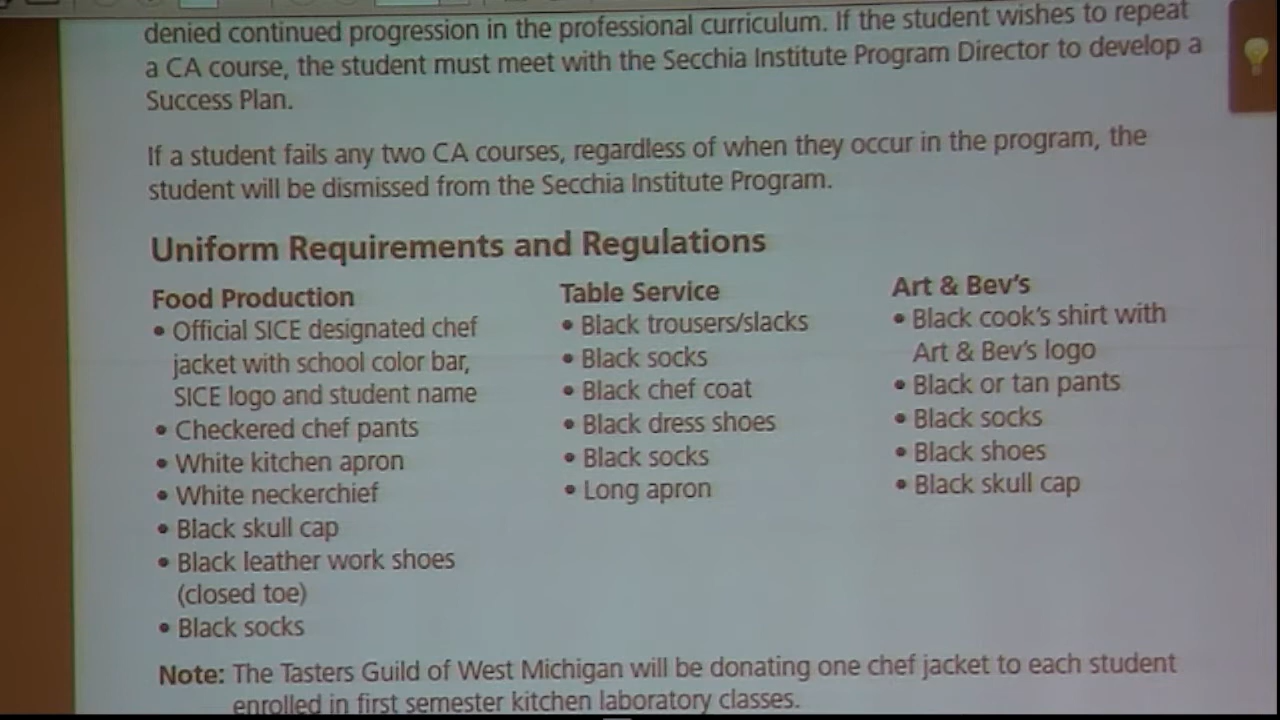 denied continued progression in the professional curriculum. If the student wishes to repeat
a CA course, the student must meet with the Secchia Institute Program Director to develop a
Success Plan.
If a student fails any two CA courses, regardless of when they occur in the program, the
student will be dismissed from the Secchia Institute Program.
Uniform Requirements and Regulations
Food Production
• Official SICE designated chef
jacket with school color bar,
SICE logo and student name
• Checkered chef pants
• White kitchen apron
• White neckerchief
• Black skull cap
• Black leather work shoes
(closed toe)
• Black socks
Table Service
• Black trousers/slacks
• Black socks
• Black chef coat
• Black dress shoes
• Black socks
• Long apron
Art & Bev's
• Black cook's shirt with
Art & Bev's logo
• Black or tan pants
• Black socks
• Black shoes
• Black skull cap
Note: The Tasters Guild of West Michigan will be donating one chef jacket to each student
enrolled in first semester kitchen laboratory classes.